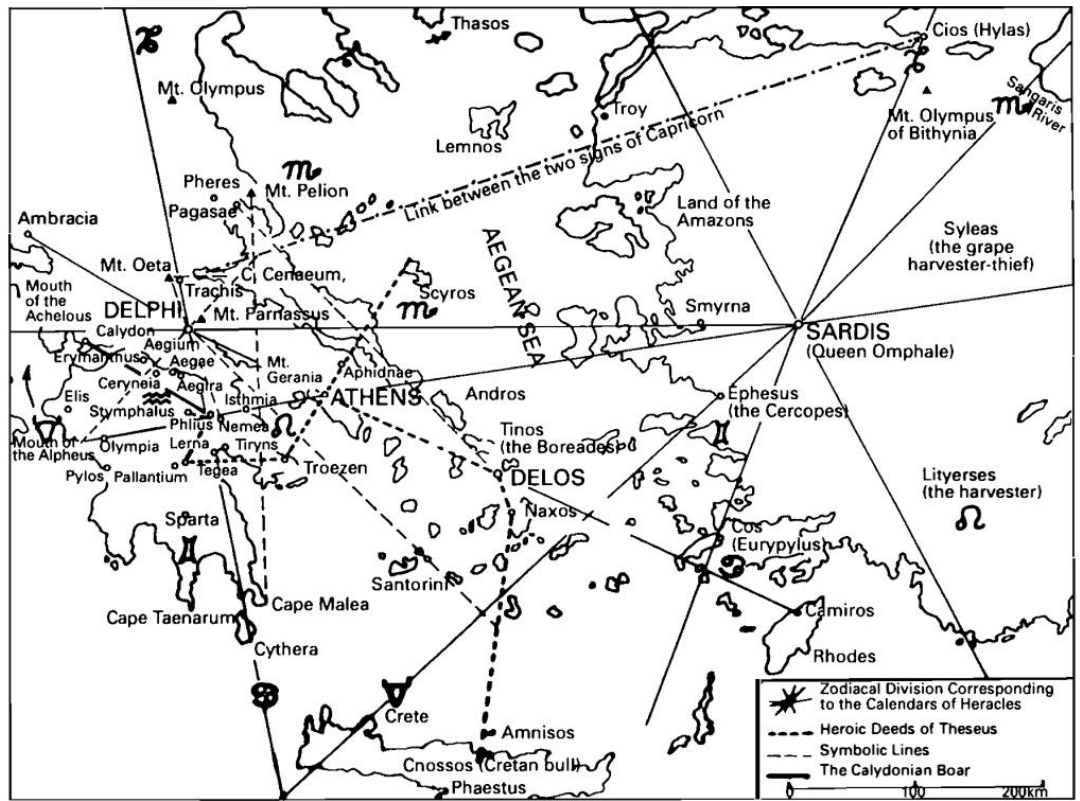 Thasos
Cios (Hylas)
Mt. Olympus
Sangaris
River
Mt. Olympus
of Bithynia
Troy
Lemnos
Link between the two signs of Capricorn
Pheres
Mt. Pelion
Pagasae
Land of the
Amazons
Ambracia
AEGEAN SEA
Syleas
(the grape
harvester-thief)
Mt. Oeta
C. Cenaeum,
Trachis
Scyros
Mouth
of the
Achelous
DELPHI
Mt. Parnassus
Smyrna
SARDIS
(Queen Omphale)
Calydon
Aegium
Erymanthus
Aegae
Mt.
Gerania
Aphidnae
Ceryneia
Aegira
Elis
Isthmia
ATHENS
Andros
Ephesus
(the Cercopes)
Stymphalus
Phlius
Nemea
Mouth of
the Alpheus
Olympia
Lerna
Tiryns
Tinos
(the Boreades)
Pylos
Pallantium
Tegea
Troezen
DELOS
Lityerses
(the harvester)
Naxos
Sparta
Cos
(Eurypylus)
Santorini
Cape Malea
Cape Taenarum
Camiros
Cythera
Rhodes
Crete
Amnisos
Cnossos (Cretan bull)
Phaestus
Zodiacal Division Corresponding
to the Calendars of Heracles
Heroic Deeds of Theseus
Symbolic Lines
The Calydonian Boar
0 100 200km